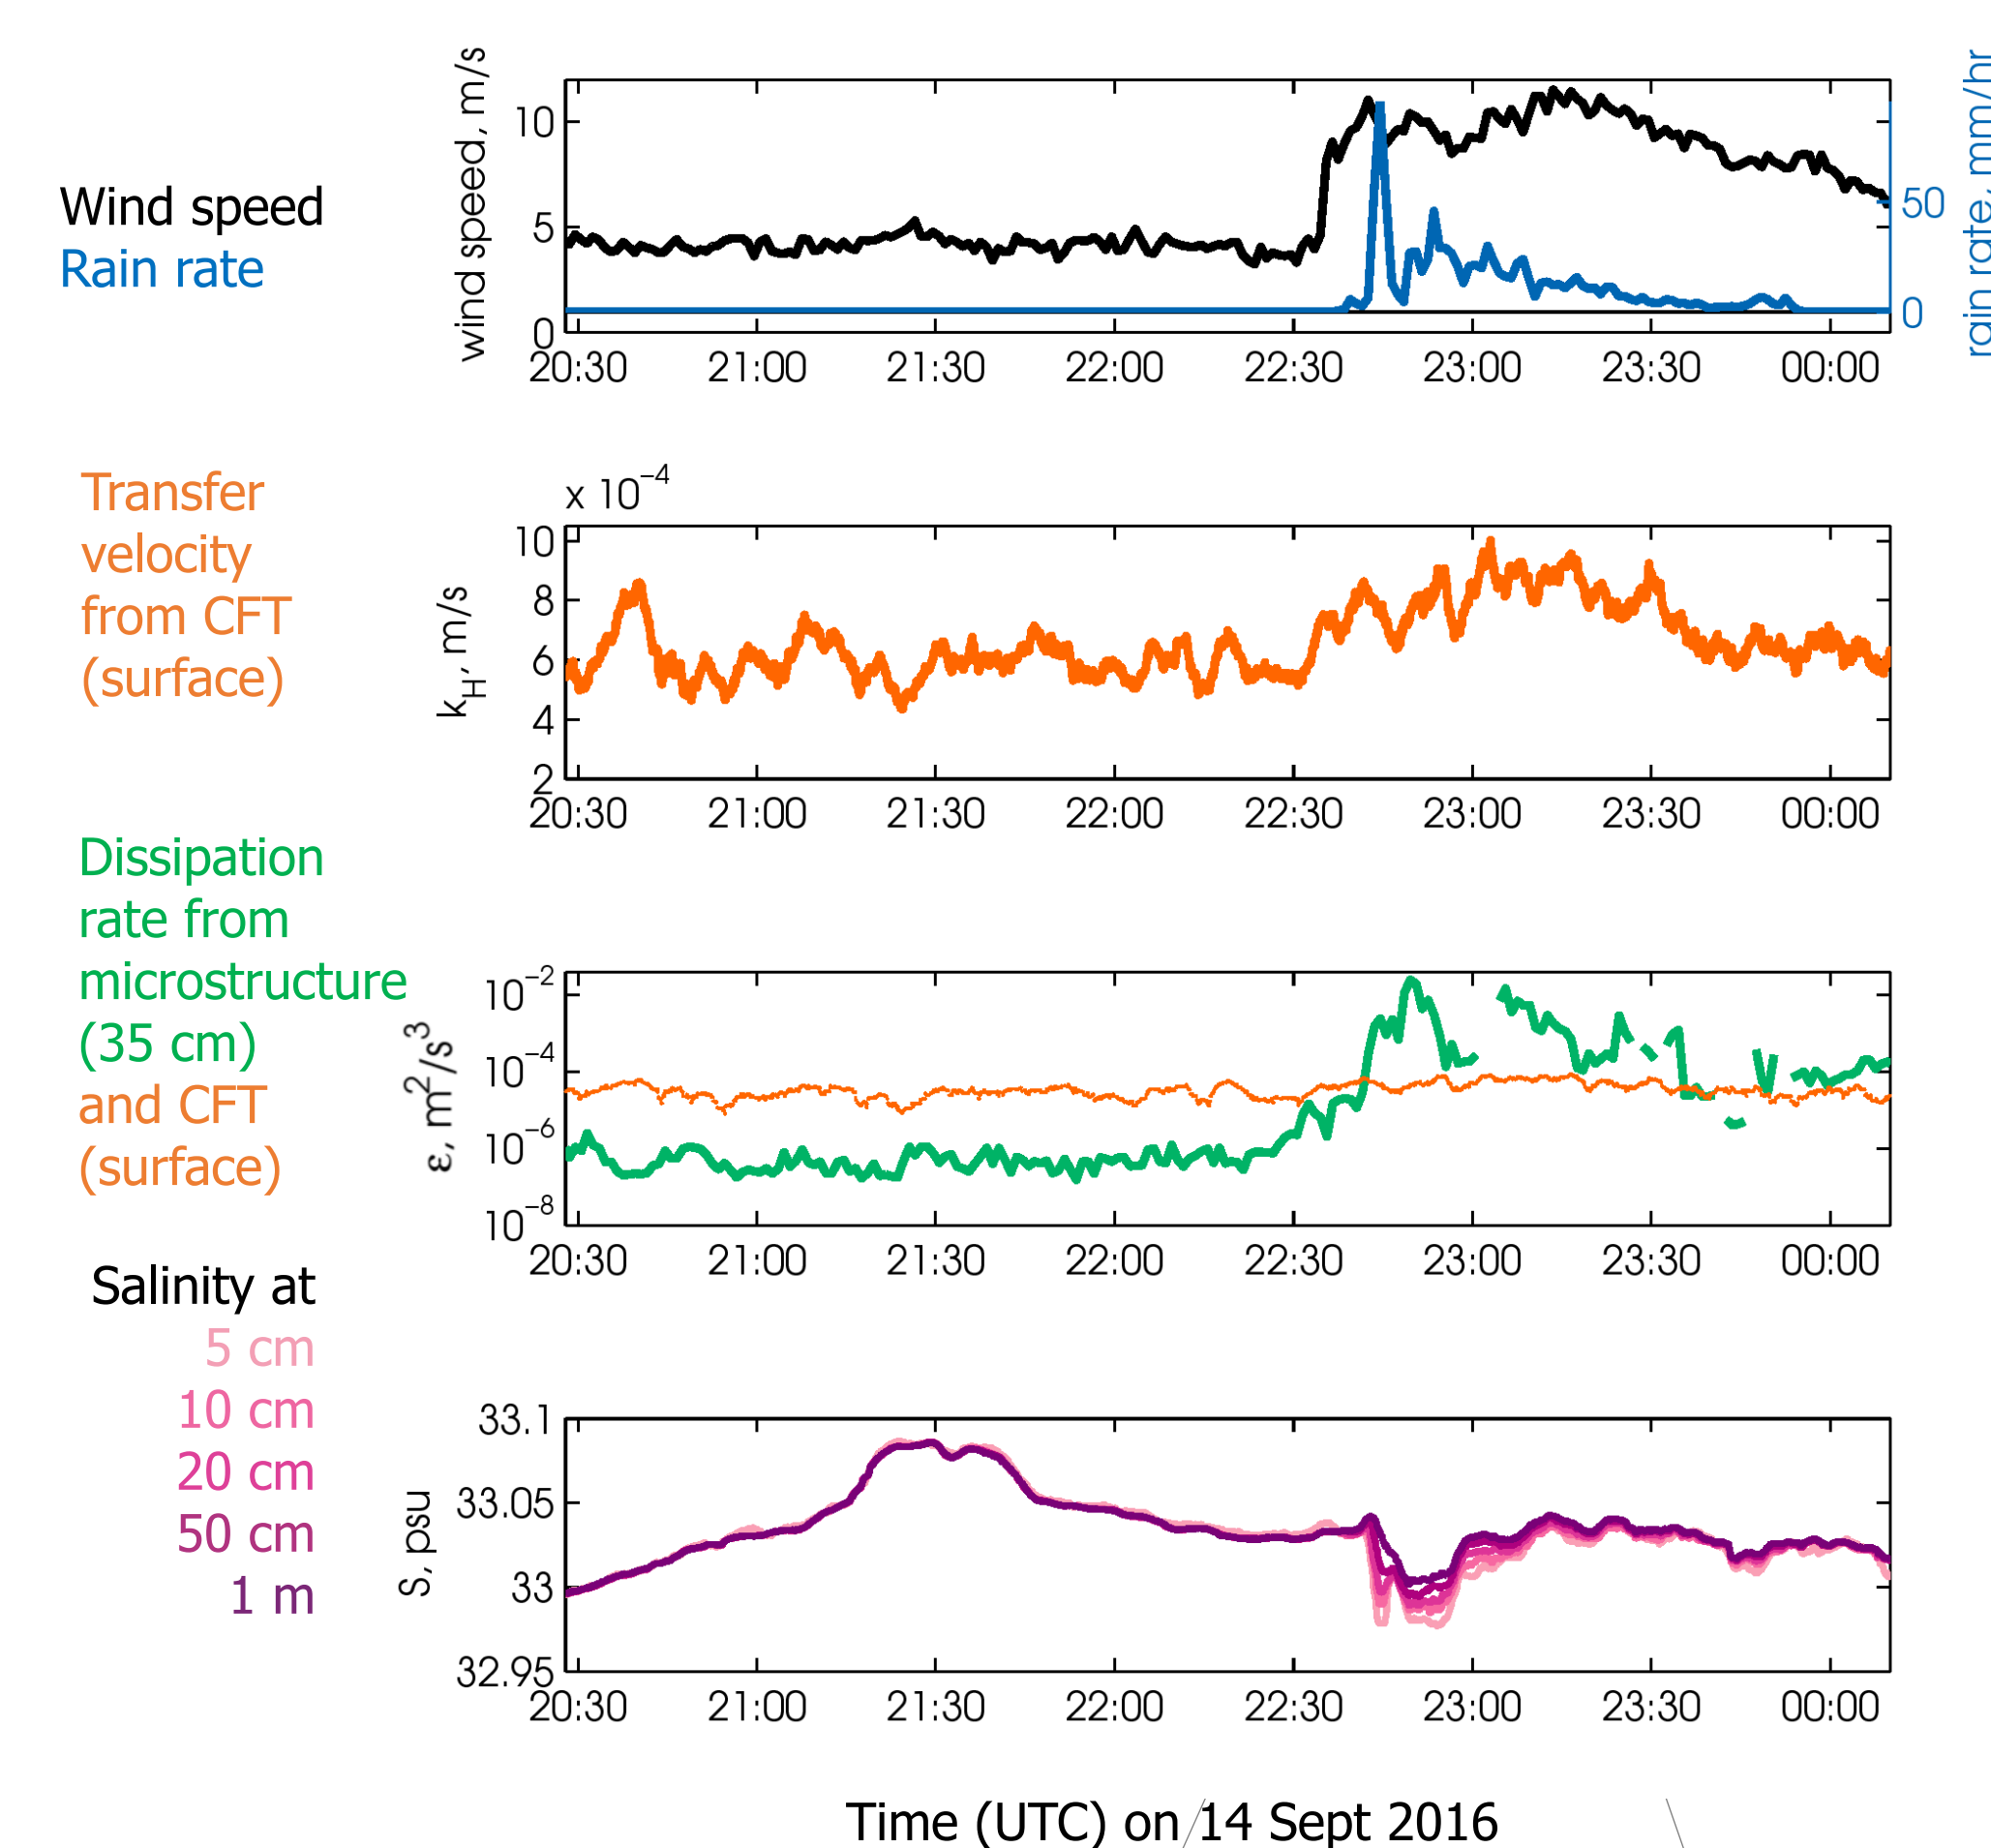 wind speed, m/s
10
5
0
rain rate, mm/hr
50
0
20:30 21:00 21:30 22:00 22:30 23:00 23:30 00:00
Wind speed
Rain rate
x 10⁻⁴
Transfer
velocity
from CFT
(surface)
k_H, m/s
10
8
6
4
2
20:30 21:00 21:30 22:00 22:30 23:00 23:30 00:00
Dissipation
rate from
microstructure
(35 cm)
and CFT
(surface)
ε, m²/s³
10⁻²
10⁻⁴
10⁻⁶
10⁻⁸
20:30 21:00 21:30 22:00 22:30 23:00 23:30 00:00
Salinity at
5 cm
10 cm
20 cm
50 cm
1 m
S, psu
33.1
33.05
33
32.95
20:30 21:00 21:30 22:00 22:30 23:00 23:30 00:00
Time (UTC) on 14 Sept 2016